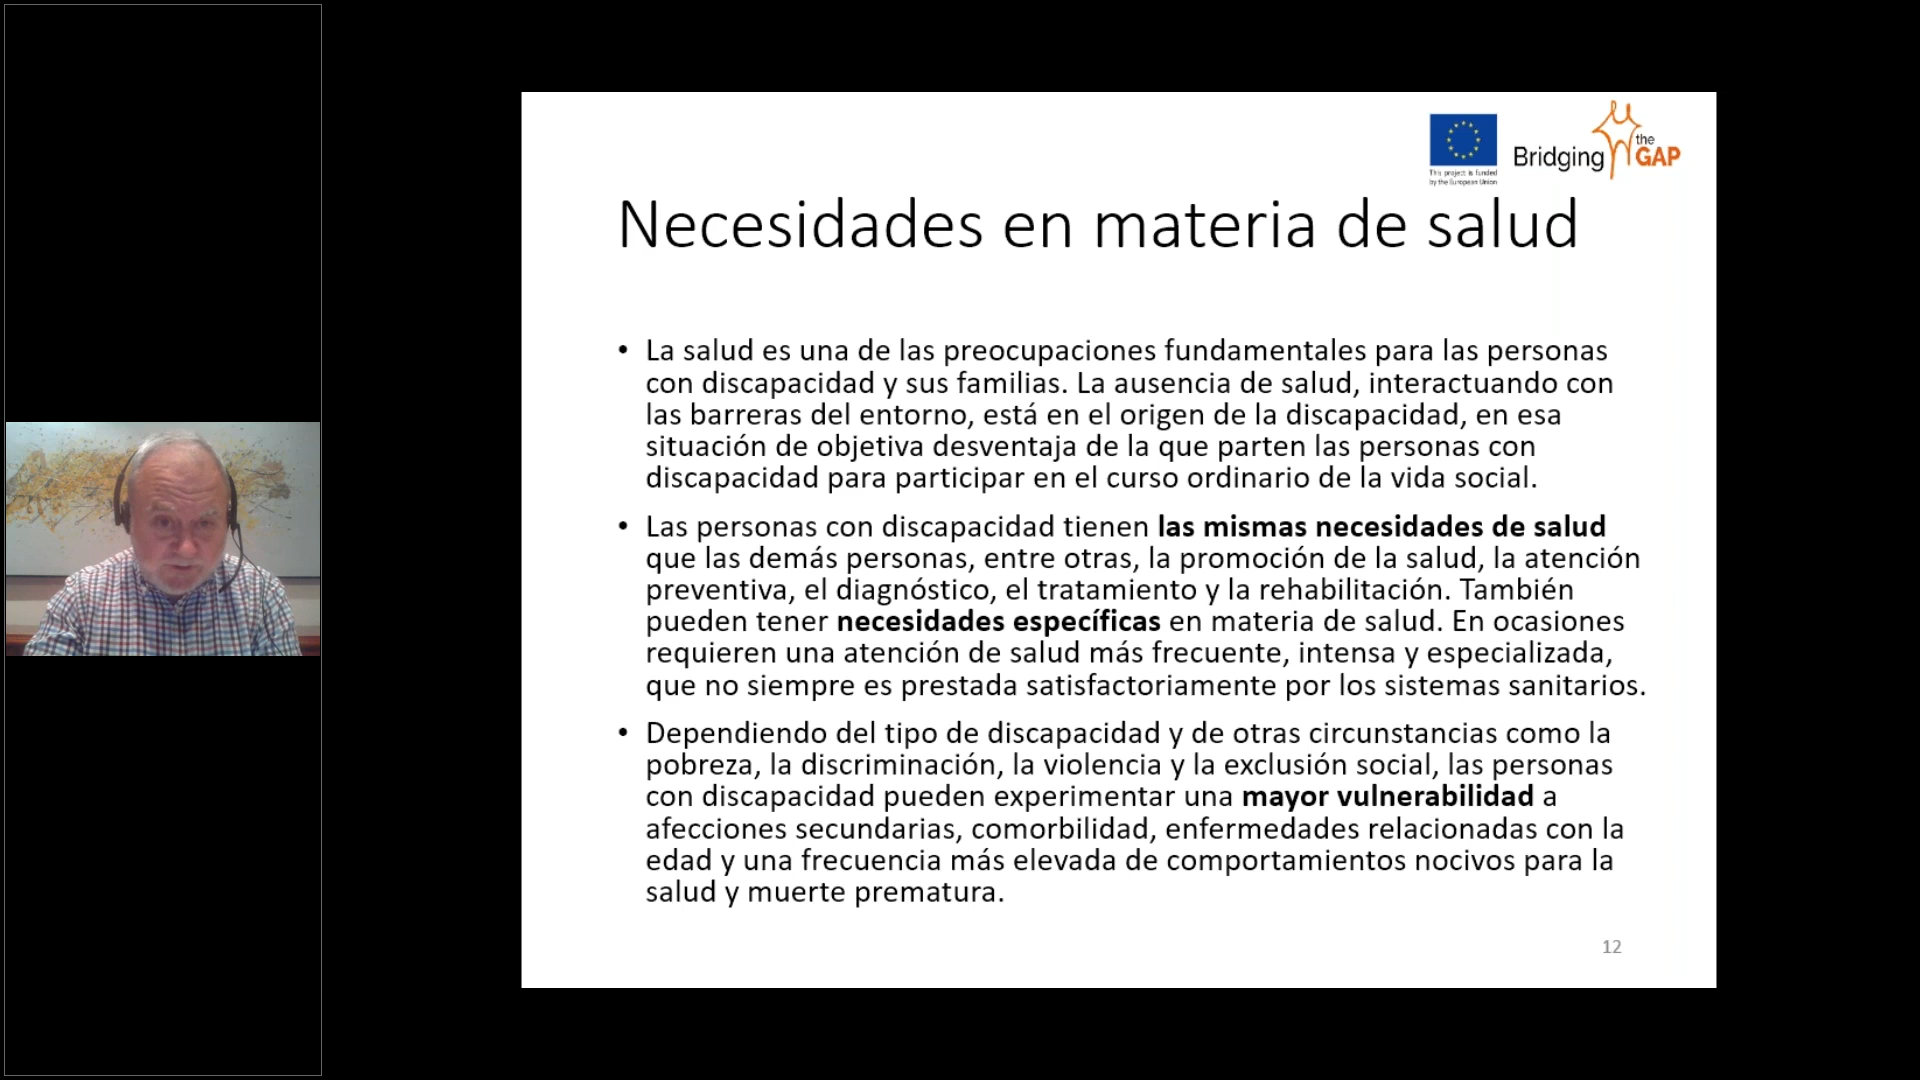 This project is funded
by the European Union
Bridging the GAP
Necesidades en materia de salud
• La salud es una de las preocupaciones fundamentales para las personas
con discapacidad y sus familias. La ausencia de salud, interactuando con
las barreras del entorno, está en el origen de la discapacidad, en esa
situación de objetiva desventaja de la que parten las personas con
discapacidad para participar en el curso ordinario de la vida social.
• Las personas con discapacidad tienen las mismas necesidades de salud
que las demás personas, entre otras, la promoción de la salud, la atención
preventiva, el diagnóstico, el tratamiento y la rehabilitación. También
pueden tener necesidades específicas en materia de salud. En ocasiones
requieren una atención de salud más frecuente, intensa y especializada,
que no siempre es prestada satisfactoriamente por los sistemas sanitarios.
• Dependiendo del tipo de discapacidad y de otras circunstancias como la
pobreza, la discriminación, la violencia y la exclusión social, las personas
con discapacidad pueden experimentar una mayor vulnerabilidad a
afecciones secundarias, comorbilidad, enfermedades relacionadas con la
edad y una frecuencia más elevada de comportamientos nocivos para la
salud y muerte prematura.
12